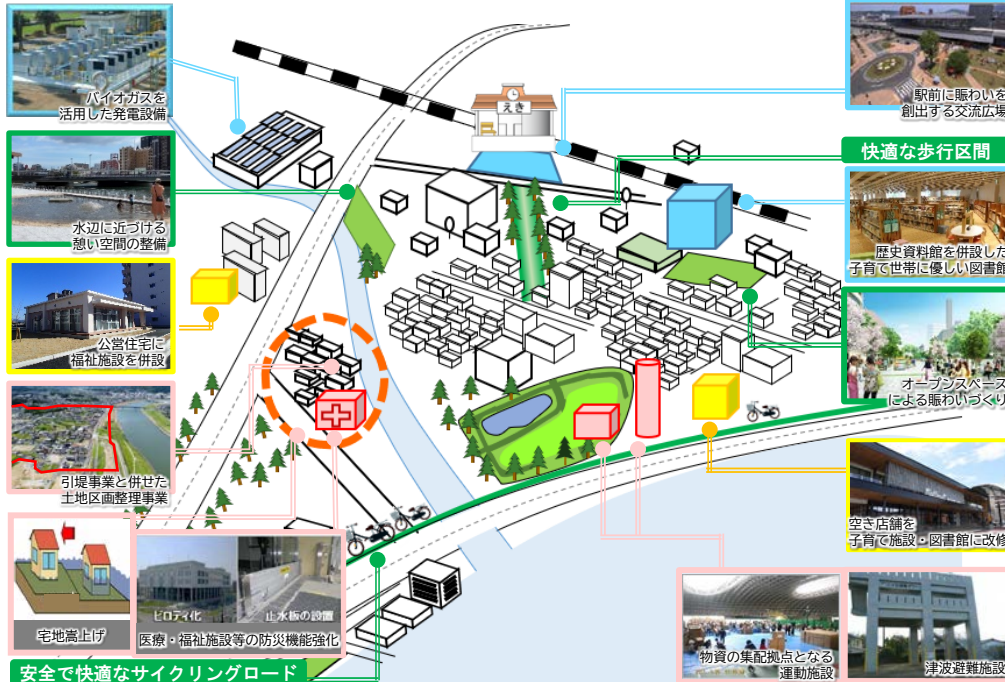 バイオガスを
活用した発電設備
水辺に近づける
憩い空間の整備
公営住宅に
福祉施設を併設
引堤事業と併せた
土地区画整理事業
宅地嵩上げ
ピロティ化
止水板の設置
医療・福祉施設等の防災機能強化
安全で快適なサイクリングロード
えき
駅前に賑わいを
創出する交流広場
快適な歩行区間
歴史資料館を併設した
子育て世帯に優しい図書館
オープンスペース
による賑わいづくり
空き店舗を
子育て施設・図書館に改修
物資の集配拠点となる
運動施設
津波避難施設